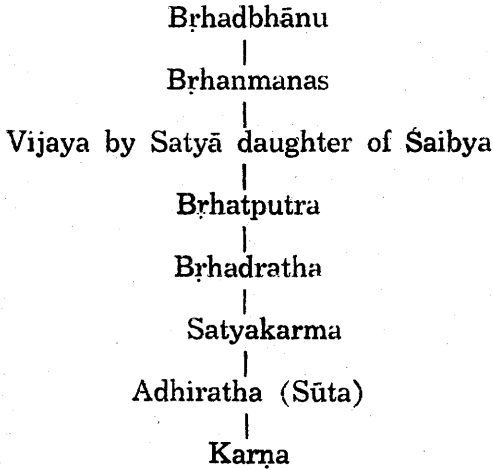 Bṛhadbhānu
Bṛhanmanas
Vijaya by Satyā daughter of Śaibya
Bṛhatputra
Bṛhadratha
Satyakarma
Adhiratha (Sūta)
Karṇa